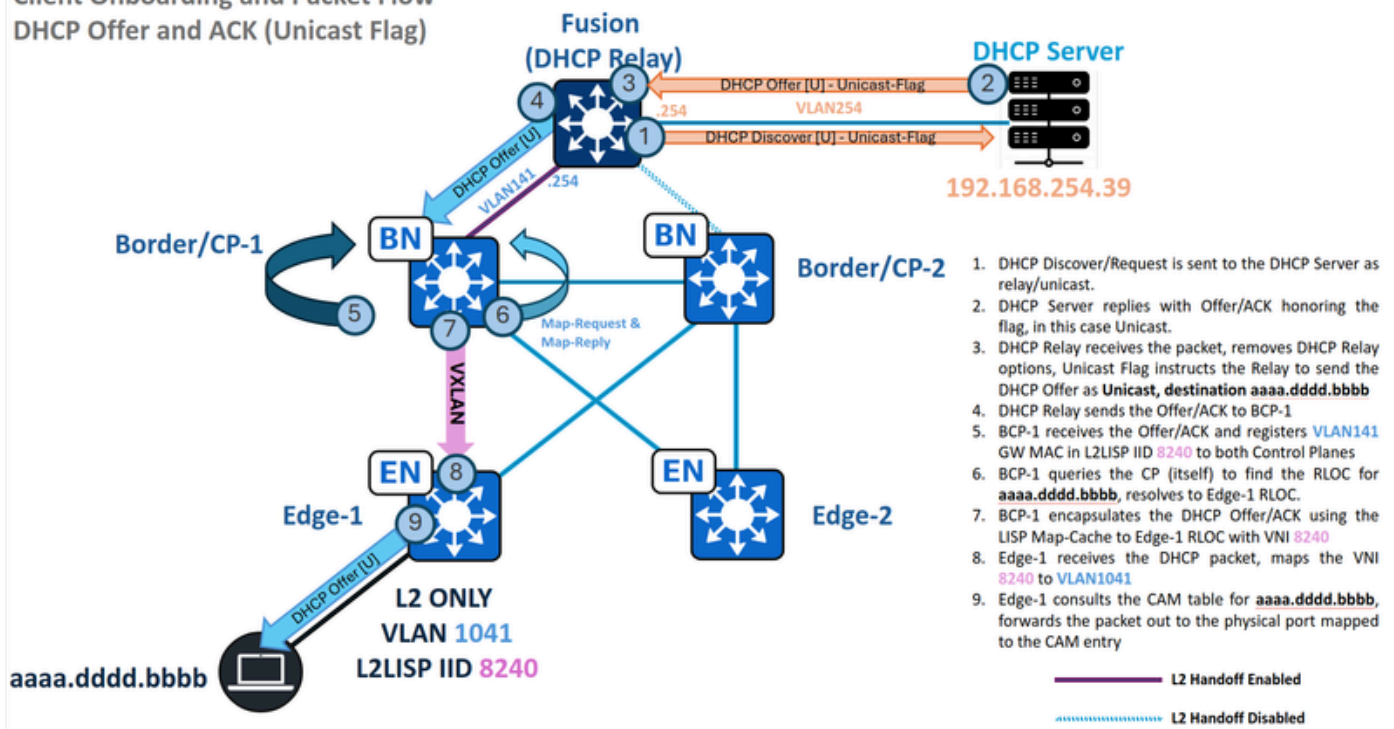 Client Onboarding and Packet Flow
DHCP Offer and ACK (Unicast Flag)
Fusion
(DHCP Relay)
DHCP Server
3
DHCP Offer [U] - Unicast-Flag
2
4
.254
VLAN254
1
DHCP Discover [U] - Unicast-Flag
DHCP Offer [U]
VLAN141
.254
192.168.254.39
Border/CP-1
BN
BN
Border/CP-2
5
6
7
Map-Request &
Map-Reply
VXLAN
EN
8
EN
Edge-1
9
Edge-2
DHCP Offer [U]
L2 ONLY
VLAN 1041
L2LISP IID 8240
aaaa.dddd.bbbb
1. DHCP Discover/Request is sent to the DHCP Server as
relay/unicast.
2. DHCP Server replies with Offer/ACK honoring the
flag, in this case Unicast.
3. DHCP Relay receives the packet, removes DHCP Relay
options, Unicast Flag instructs the Relay to send the
DHCP Offer as Unicast, destination aaaa.dddd.bbbb
4. DHCP Relay sends the Offer/ACK to BCP-1
5. BCP-1 receives the Offer/ACK and registers VLAN141
GW MAC in L2LISP IID 8240 to both Control Planes
6. BCP-1 queries the CP (itself) to find the RLOC for
aaaa.dddd.bbbb, resolves to Edge-1 RLOC.
7. BCP-1 encapsulates the DHCP Offer/ACK using the
LISP Map-Cache to Edge-1 RLOC with VNI 8240
8. Edge-1 receives the DHCP packet, maps the VNI
8240 to VLAN1041
9. Edge-1 consults the CAM table for aaaa.dddd.bbbb,
forwards the packet out to the physical port mapped
to the CAM entry
L2 Handoff Enabled
L2 Handoff Disabled